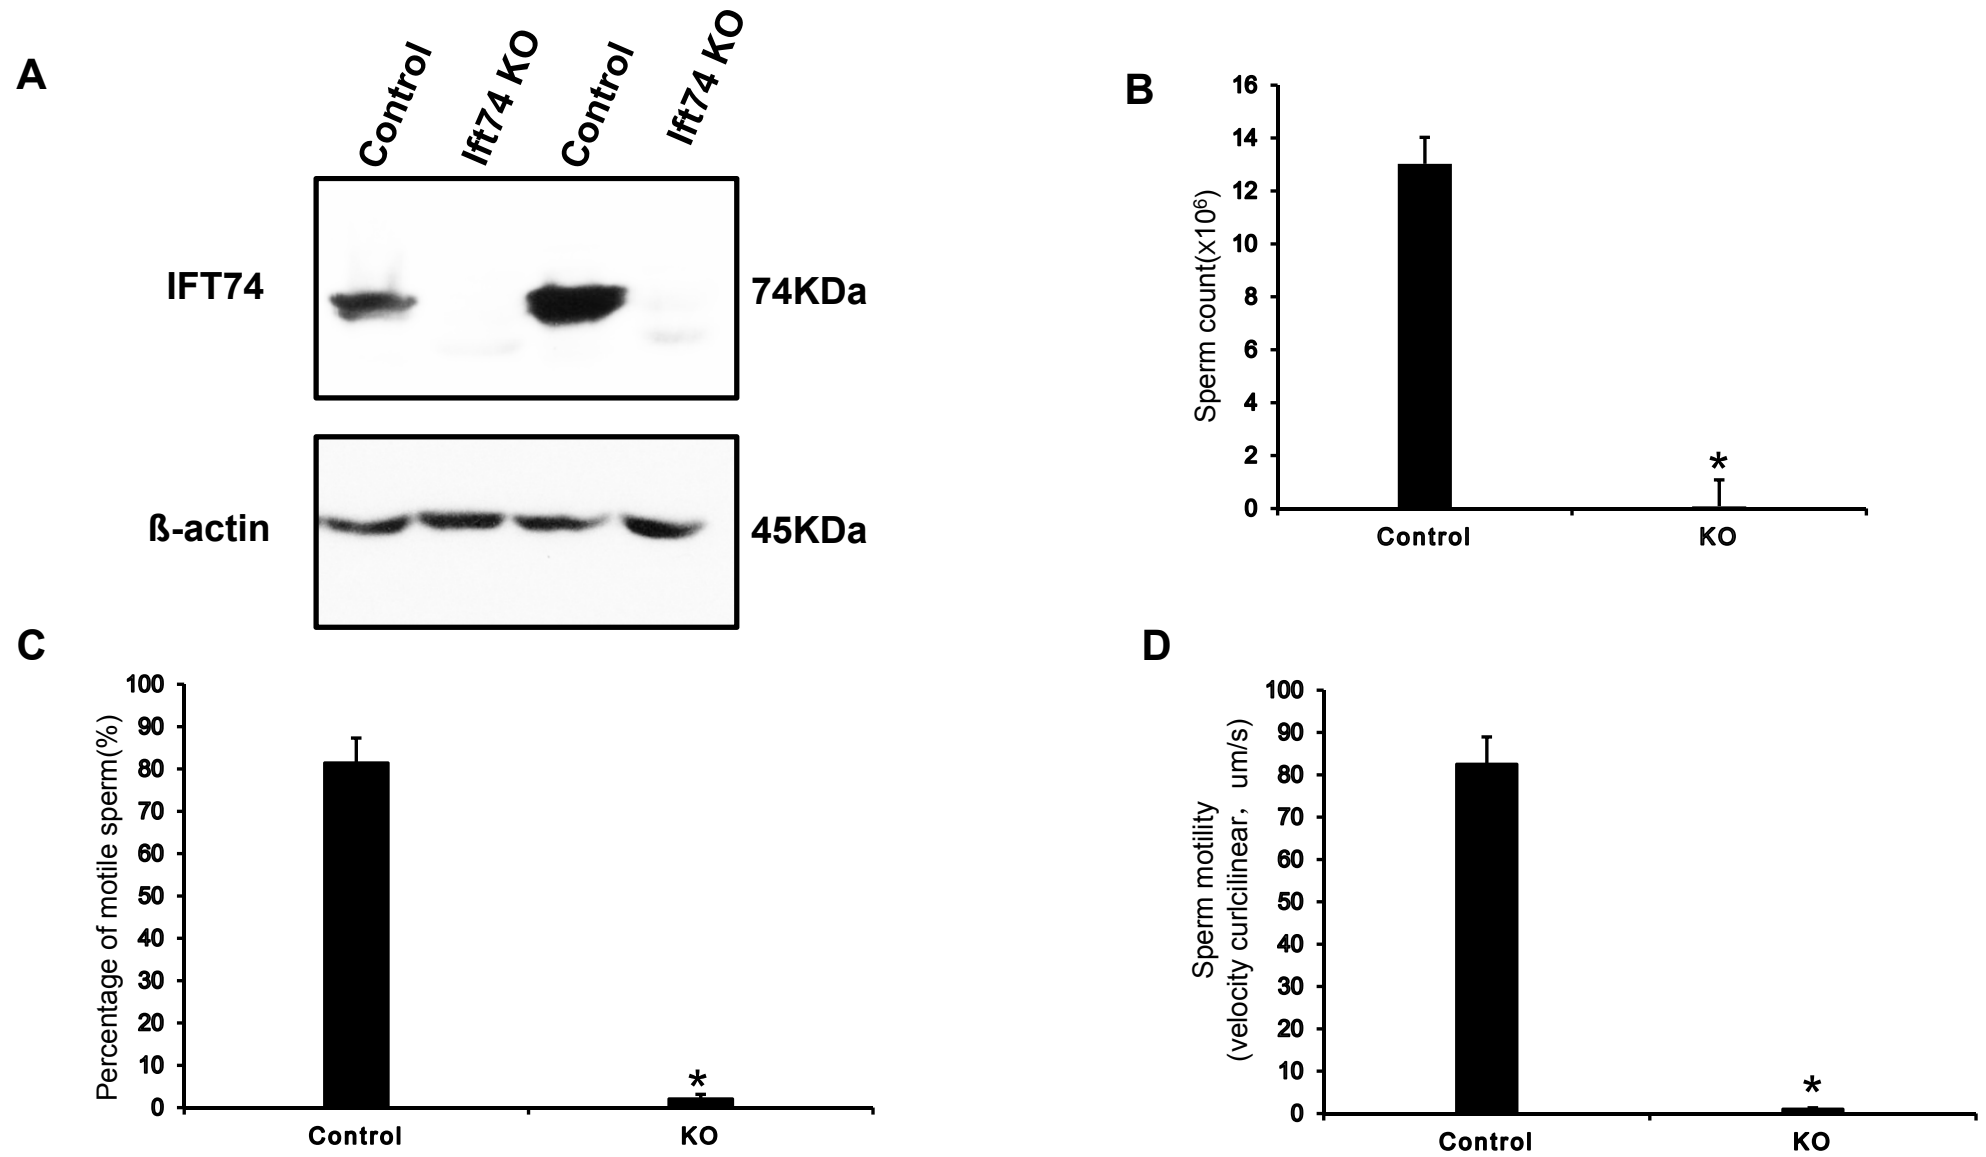 A
Control
Ift74 KO
Control
Ift74 KO
IFT74
74KDa
ß-actin
45KDa
B
Sperm count(x10⁶)
16
14
12
10
8
6
4
2
0
*
Control
KO
C
Percentage of motile sperm(%)
100
90
80
70
60
50
40
30
20
10
0
*
Control
KO
D
Sperm motility
(velocity curlcilinear, um/s)
100
90
80
70
60
50
40
30
20
10
0
*
Control
KO